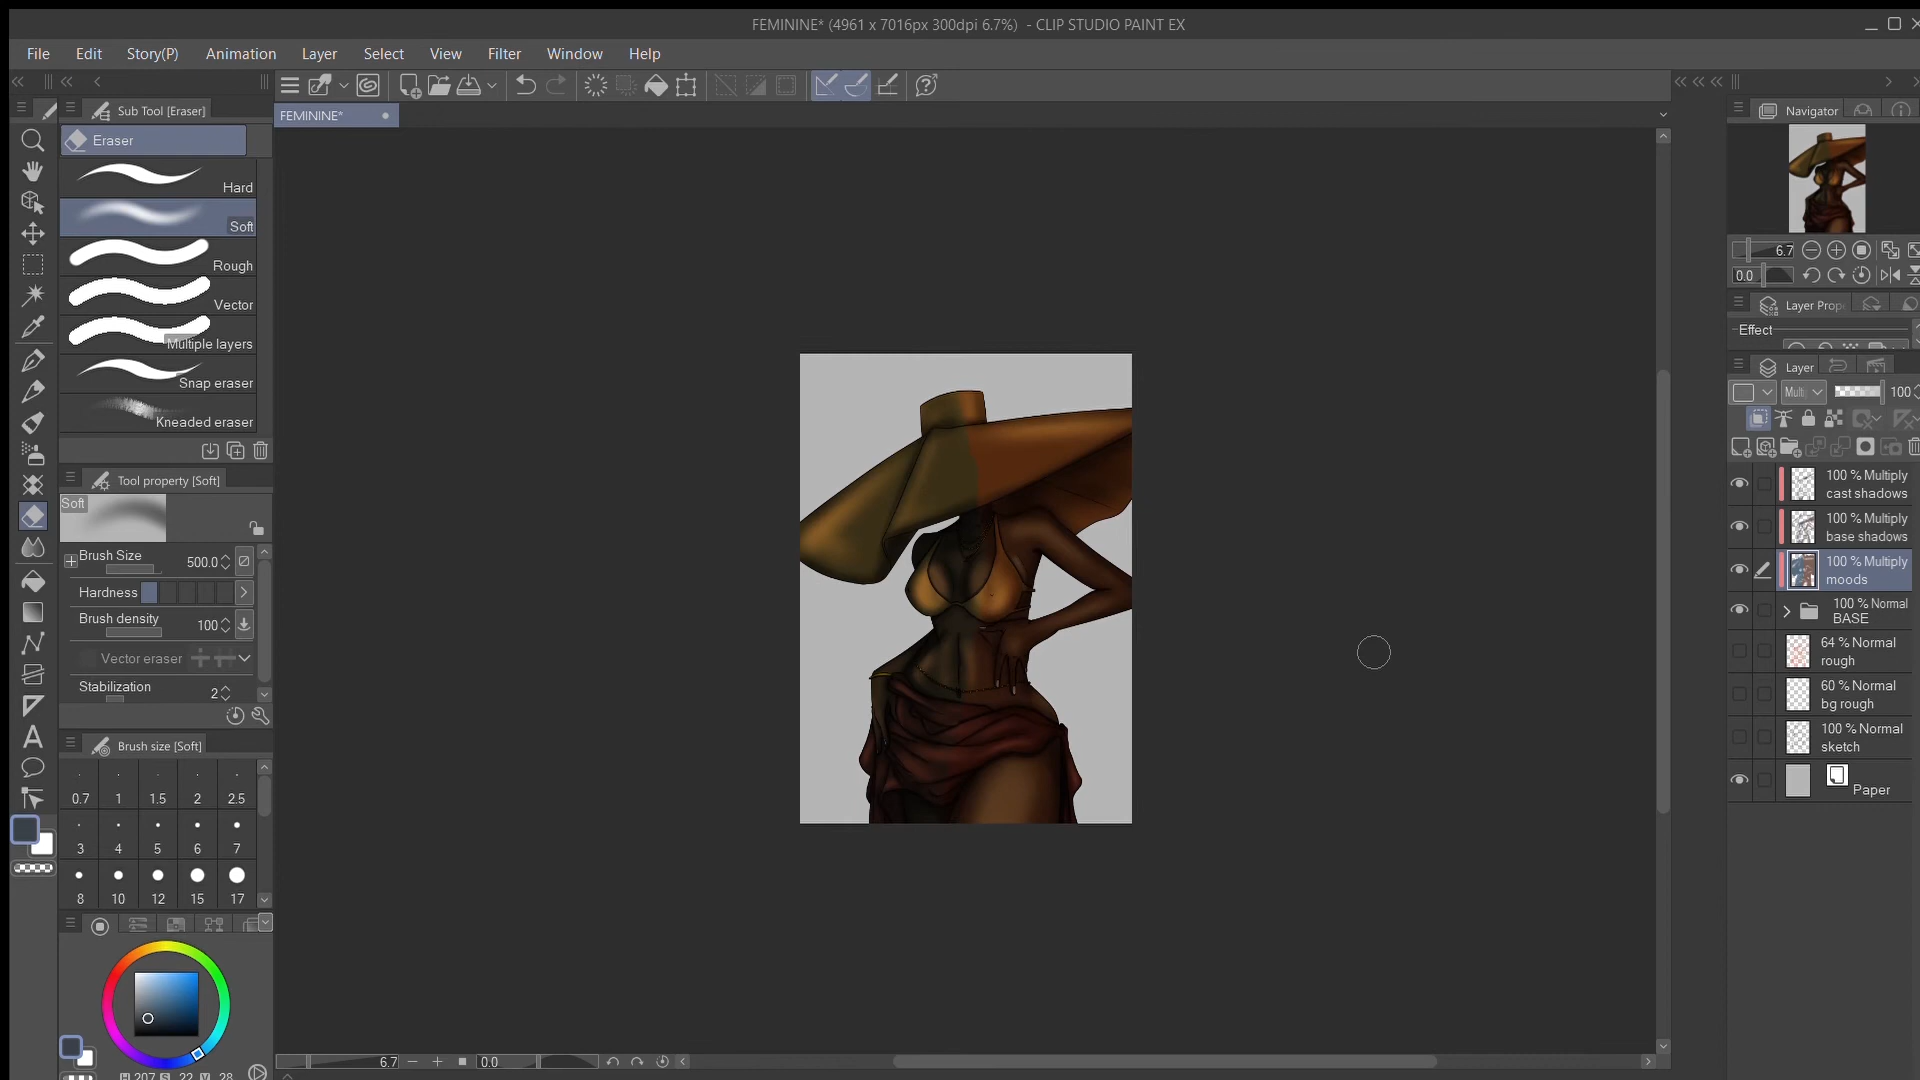 FEMININE* (4961 x 7016px 300dpi 6.7%) - CLIP STUDIO PAINT EX
File Edit Story(P) Animation Layer Select View Filter Window Help
Sub Tool [Eraser]
FEMININE*
Navigator
Eraser
Hard
Soft
Rough
Vector
Multiple layers
Snap eraser
Kneaded eraser
Tool property [Soft]
Soft
Brush Size 500.0
Hardness
Brush density 100
Vector eraser
Stabilization 2
Brush size [Soft]
0.7 1 1.5 2 2.5
3 4 5 6 7
8 10 12 15 17
H 207 S 22 V 28
6.7 0.0
6.7
0.0
Layer Prop
Effect
Layer
Multi 100
100 % Multiply
cast shadows
100 % Multiply
base shadows
100 % Multiply
moods
100 % Normal
BASE
64 % Normal
rough
60 % Normal
bg rough
100 % Normal
sketch
Paper